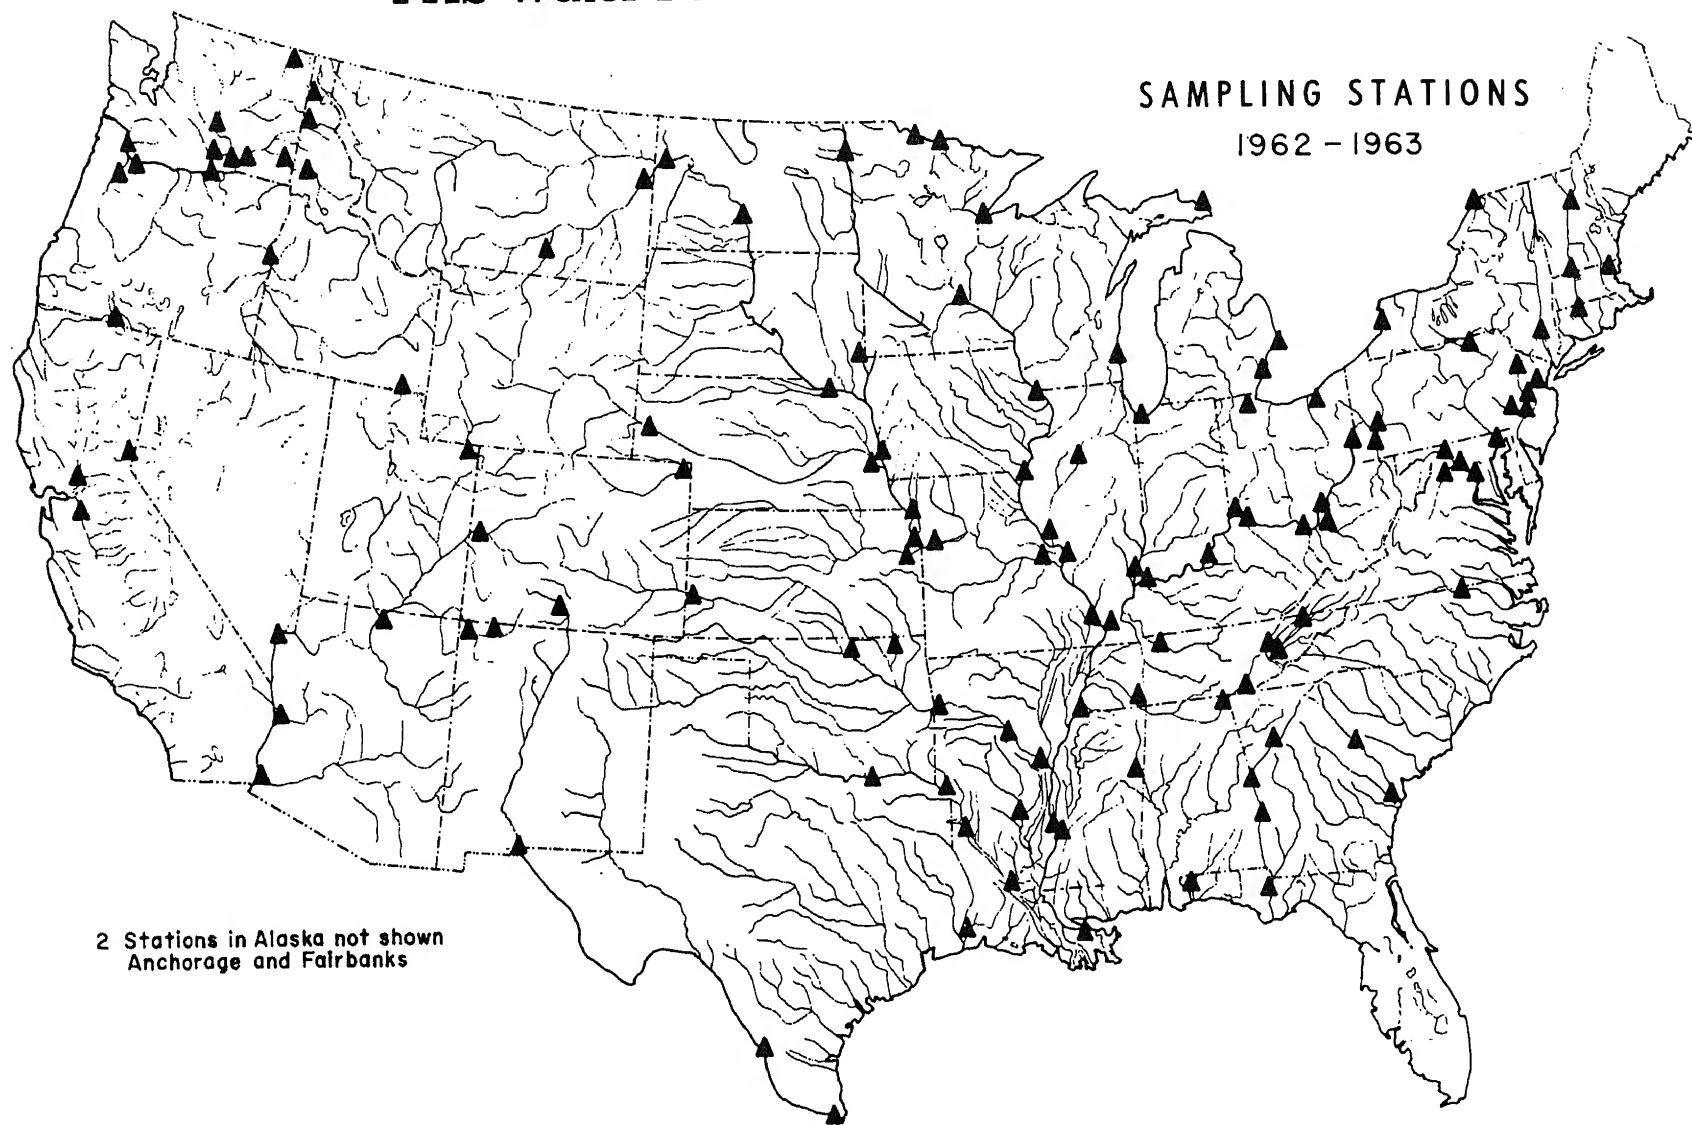 SAMPLING STATIONS
1962 – 1963
2 Stations in Alaska not shown
Anchorage and Fairbanks